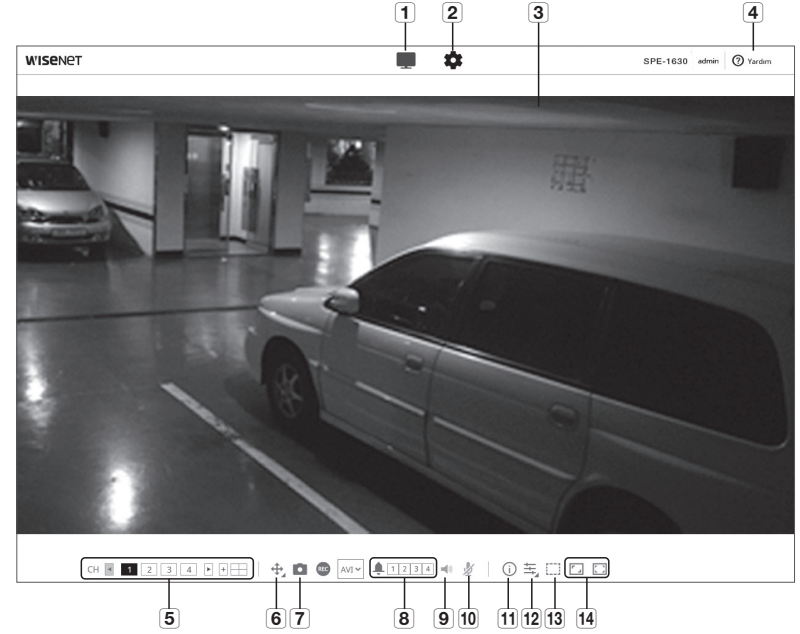 1 2 3 4
WISENET SPE-1630 admin ? Yardım
CH 1 2 3 4 + REC AVI 1 2 3 4 i
5 6 7 8 9 10 11 12 13 14